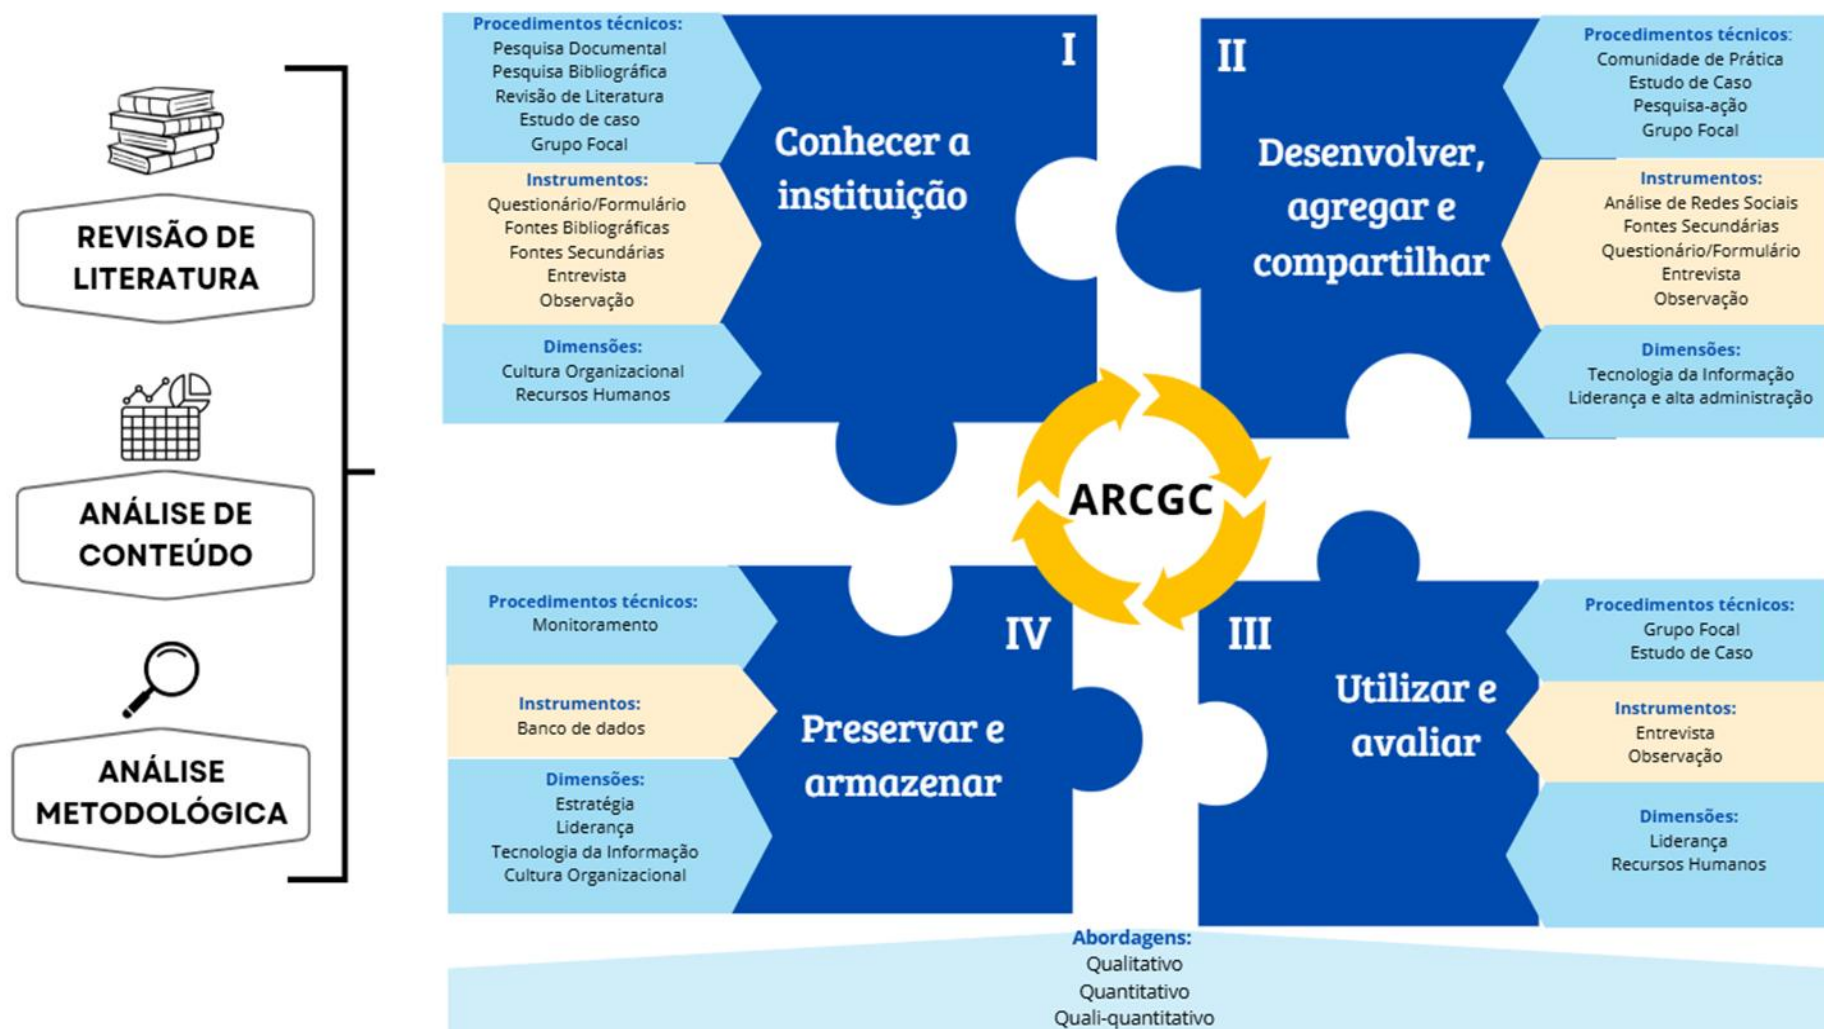 REVISÃO DE
LITERATURA
ANÁLISE DE
CONTEÚDO
ANÁLISE
METODOLÓGICA
Procedimentos técnicos:
Pesquisa Documental
Pesquisa Bibliográfica
Revisão de Literatura
Estudo de caso
Grupo Focal
Instrumentos:
Questionário/Formulário
Fontes Bibliográficas
Fontes Secundárias
Entrevista
Observação
Dimensões:
Cultura Organizacional
Recursos Humanos
I
Conhecer a
instituição
II
Desenvolver,
agregar e
compartilhar
Procedimentos técnicos:
Comunidade de Prática
Estudo de Caso
Pesquisa-ação
Grupo Focal
Instrumentos:
Análise de Redes Sociais
Fontes Secundárias
Questionário/Formulário
Entrevista
Observação
Dimensões:
Tecnologia da Informação
Liderança e alta administração
ARCGC
Procedimentos técnicos:
Monitoramento
Instrumentos:
Banco de dados
Dimensões:
Estratégia
Liderança
Tecnologia da Informação
Cultura Organizacional
IV
Preservar e
armazenar
III
Utilizar e
avaliar
Procedimentos técnicos:
Grupo Focal
Estudo de Caso
Instrumentos:
Entrevista
Observação
Dimensões:
Liderança
Recursos Humanos
Abordagens:
Qualitativo
Quantitativo
Quali-quantitativo